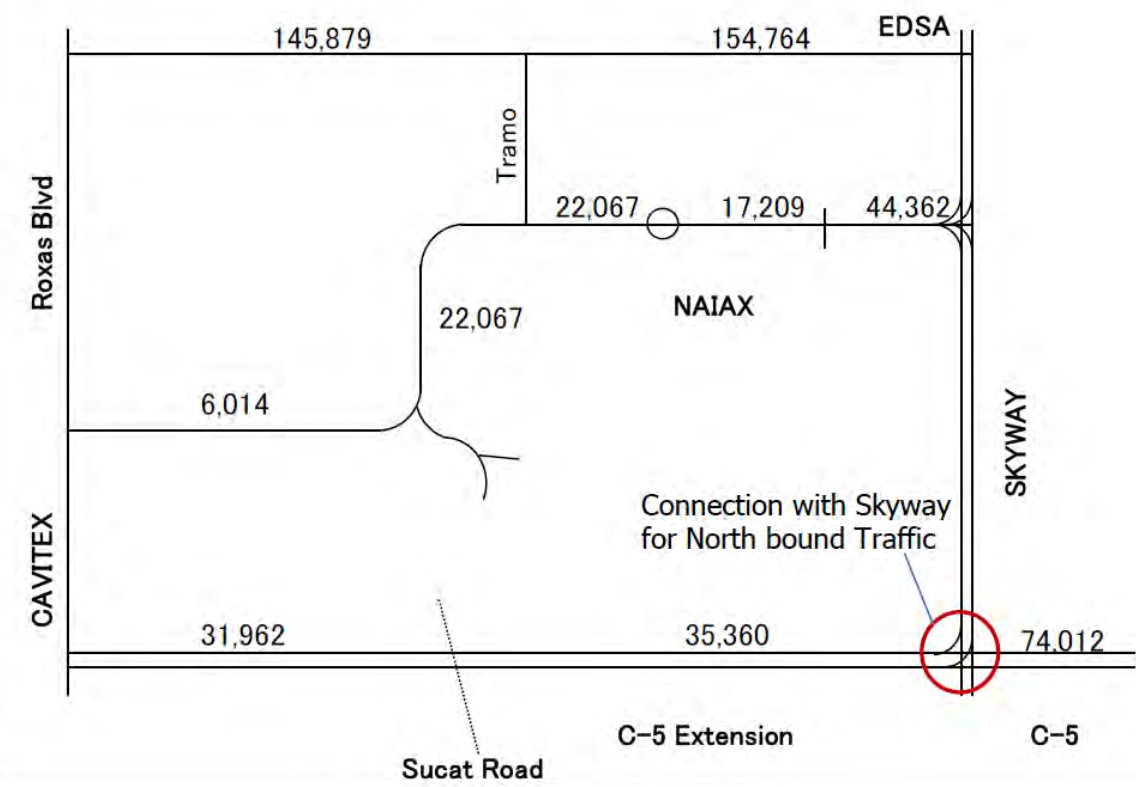 EDSA
145,879
154,764
Tramo
Roxas Blvd
22,067
17,209
44,362
NAIAX
22,067
6,014
SKYWAY
Connection with Skyway
for North bound Traffic
CAVITEX
31,962
35,360
74,012
C-5 Extension
C-5
Sucat Road